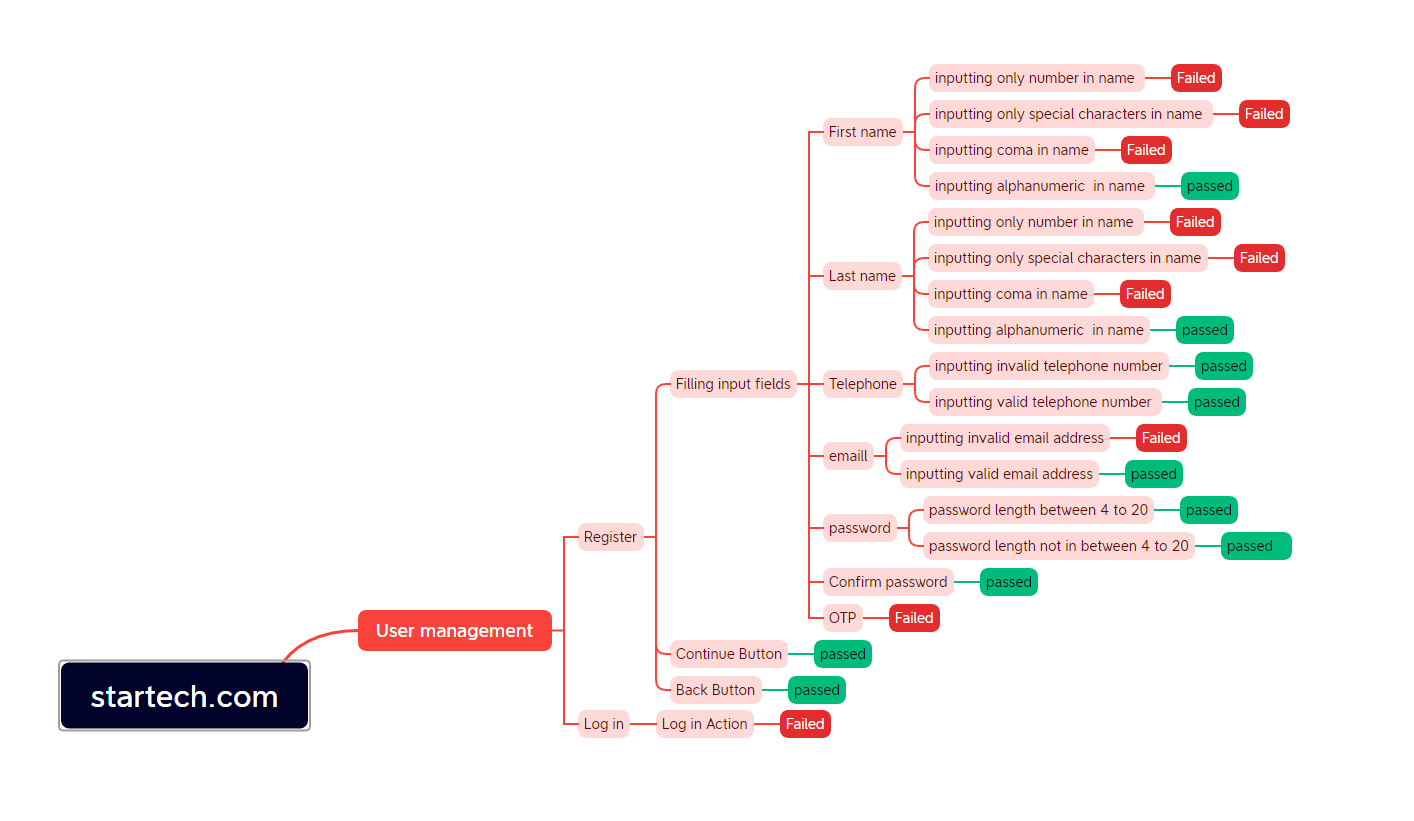 inputting only number in name
Failed
inputting only special characters in name
Failed
First name
inputting coma in name
Failed
inputting alphanumeric in name
passed
inputting only number in name
Failed
inputting only special characters in name
Failed
Last name
inputting coma in name
Failed
inputting alphanumeric in name
passed
Filling input fields
Telephone
inputting invalid telephone number
passed
inputting valid telephone number
passed
emaill
inputting invalid email address
Failed
inputting valid email address
passed
password
password length between 4 to 20
passed
password length not in between 4 to 20
passed
Register
Confirm password
passed
OTP
Failed
User management
Continue Button
passed
startech.com
Back Button
passed
Log in
Log in Action
Failed